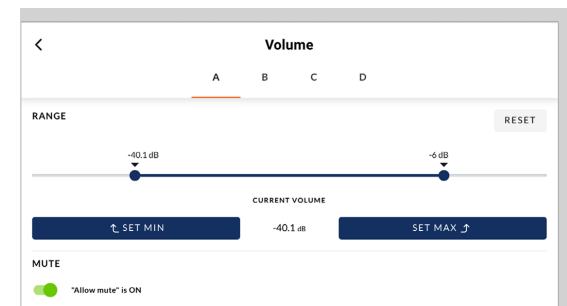 Volume
A B C D
RANGE
RESET
-40.1 dB -6 dB
CURRENT VOLUME
SET MIN -40.1 dB SET MAX
MUTE
"Allow mute" is ON